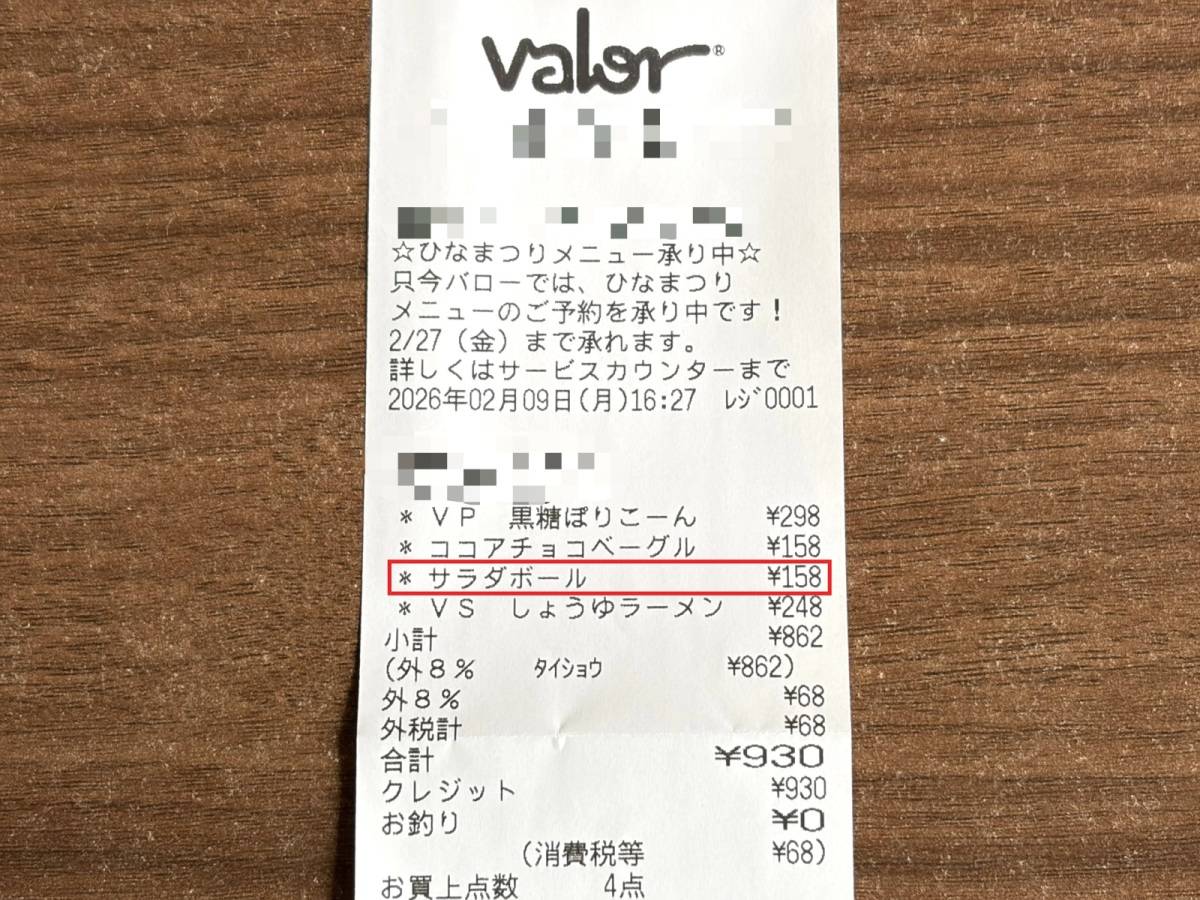 valor®
☆ひなまつりメニュー承り中☆
只今バローでは、ひなまつり
メニューのご予約を承り中です！
2/27（金）まで承れます。
詳しくはサービスカウンターまで
2026年02月09日(月)16:27 ﾚｼﾞ0001
＊ ＶＰ 黒糖ぽりこーん ¥298
＊ ココアチョコベーグル ¥158
＊ サラダボール ¥158
＊ ＶＳ しょうゆラーメン ¥248
小計 ¥862
(外８％ ﾀｲｼｮｳ ¥862)
外８％ ¥68
外税計 ¥68
合計 ¥930
クレジット ¥930
お釣り ¥0
(消費税等 ¥68)
お買上点数 4点